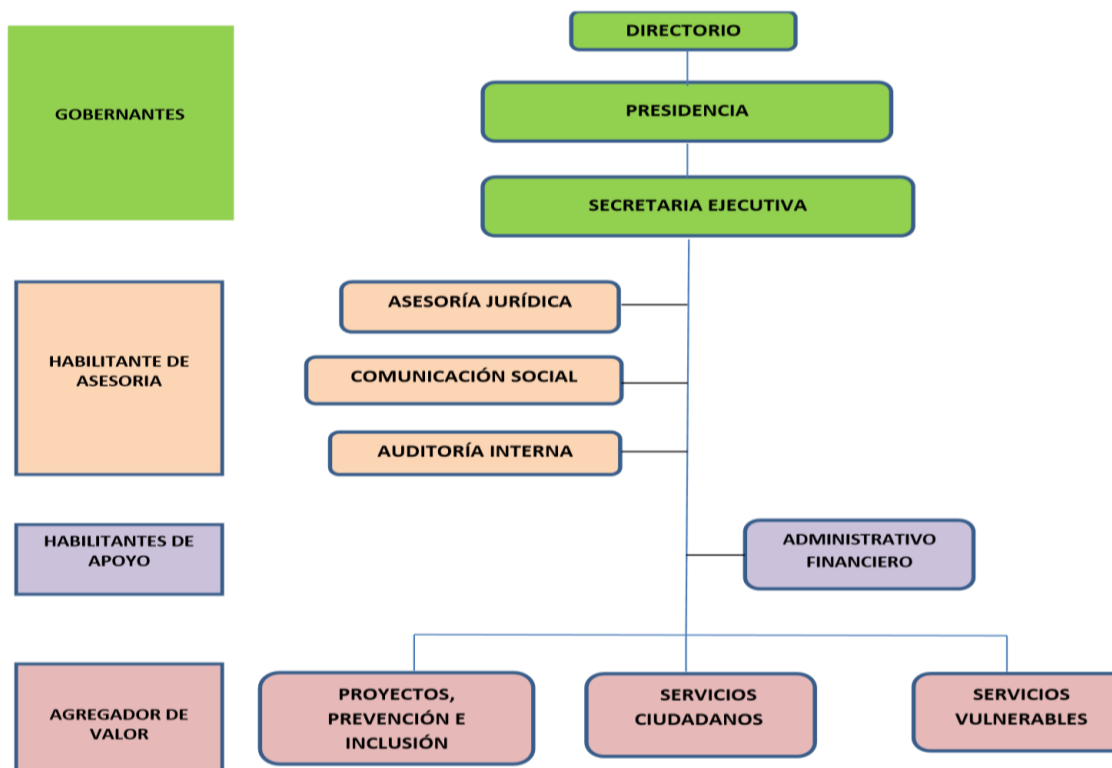 DIRECTORIO
GOBERNANTES
PRESIDENCIA
SECRETARIA EJECUTIVA
HABILITANTE DE
ASESORIA
ASESORÍA JURÍDICA
COMUNICACIÓN SOCIAL
AUDITORÍA INTERNA
HABILITANTES DE
APOYO
ADMINISTRATIVO
FINANCIERO
AGREGADOR DE
VALOR
PROYECTOS,
PREVENCIÓN E
INCLUSIÓN
SERVICIOS
CIUDADANOS
SERVICIOS
VULNERABLES